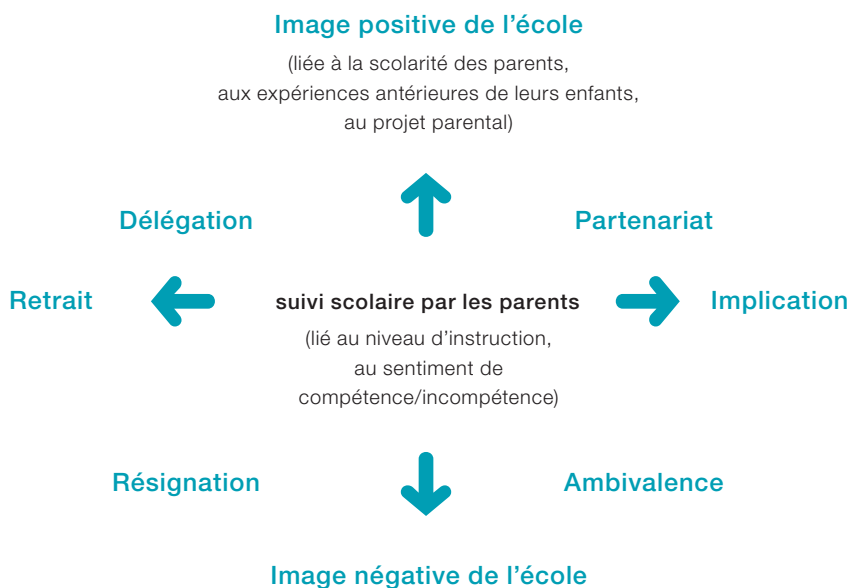 Image positive de l’école
(liée à la scolarité des parents,
aux expériences antérieures de leurs enfants,
au projet parental)
Délégation
Partenariat
Retrait
suivi scolaire par les parents
Implication
(lié au niveau d’instruction,
au sentiment de
compétence/incompétence)
Résignation
Ambivalence
Image négative de l’école